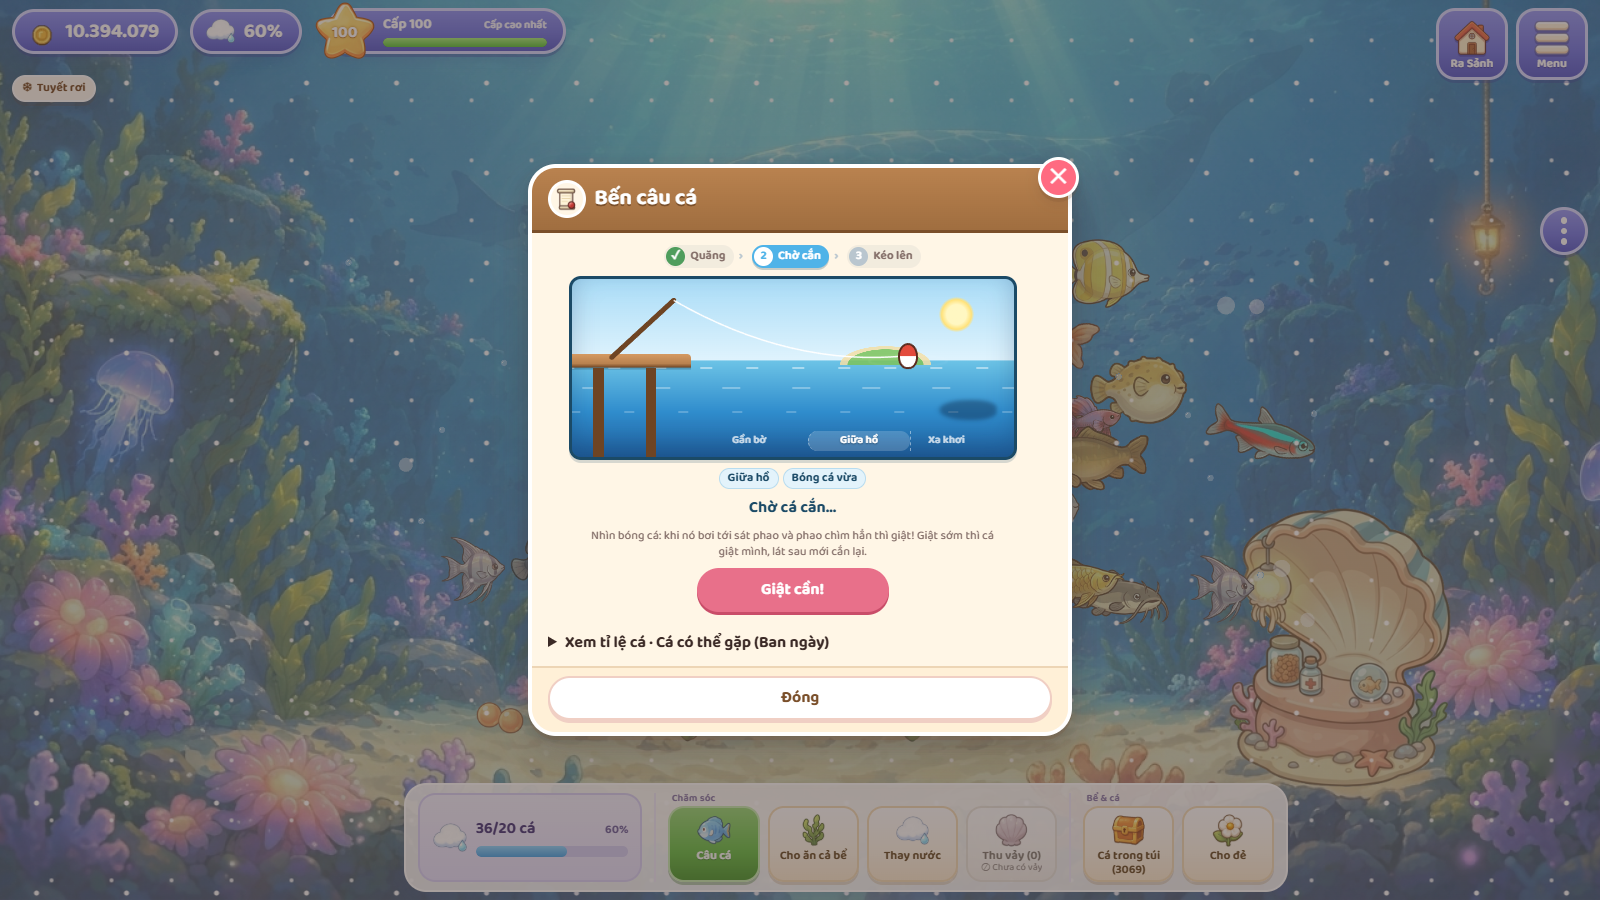 10.394.079
60%
100
Cấp 100
Cấp cao nhất
Ra Sảnh
Menu
❄ Tuyết rơi
Bến câu cá
✓ Quăng › 2 Chờ cắn › 3 Kéo lên
Gần bờ
Giữa hồ
Xa khơi
Giữa hồ
Bóng cá vừa
Chờ cá cắn...
Nhìn bóng cá: khi nó bơi tới sát phao và phao chìm hẳn thì giật! Giật sớm thì cá
giật mình, lát sau mới cắn lại.
Giật cần!
▶ Xem tỉ lệ cá · Cá có thể gặp (Ban ngày)
Đóng
36/20 cá
60%
Chăm sóc
Câu cá
Cho ăn cả bể
Thay nước
Thu vảy (0)
Chưa có vảy
Bể & cá
Cá trong túi
(3069)
Cho đẻ